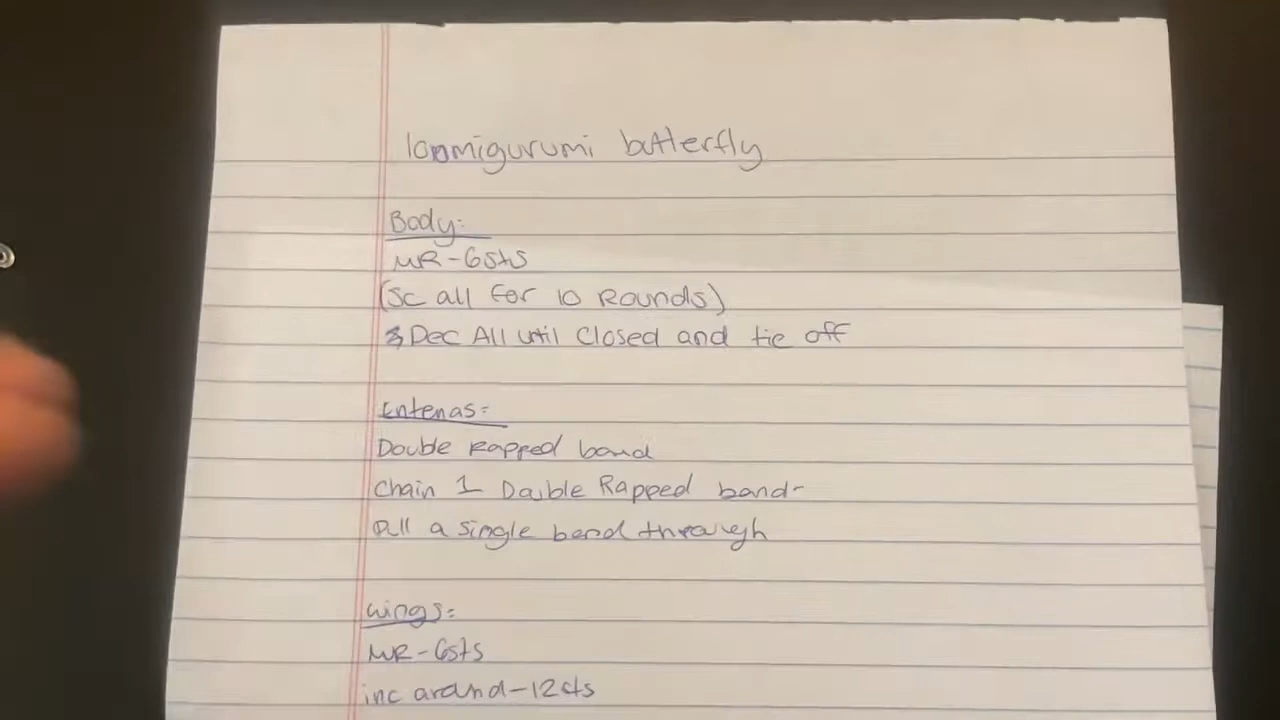 loomigurumi butterfly
Body:
MR-6sts
(Sc all for 10 Rounds)
Dec All until Closed and tie off
Entenas:
Double Rapped band
Chain 1 Double Rapped band-
Pull a single band through
wings:
MR-6sts
inc around-12sts